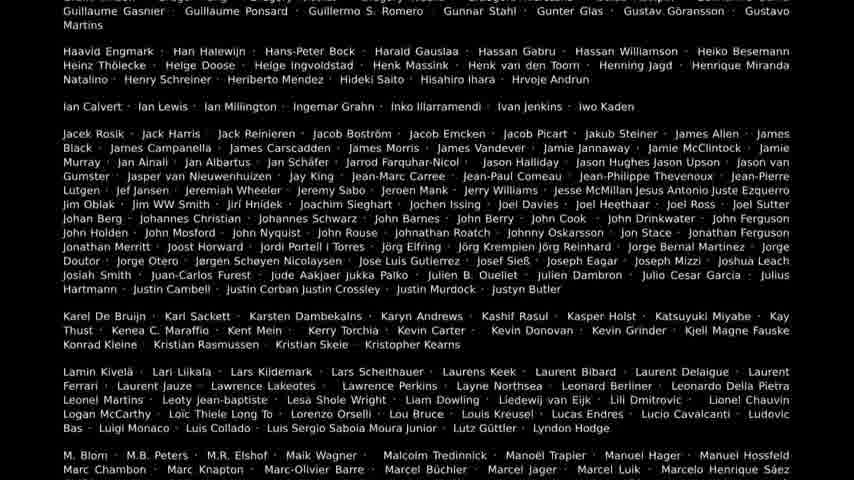 Guillaume Gasnier · Guillaume Ponsard · Guillermo S. Romero · Gunnar Stahl · Gunter Glas · Gustav Göransson · Gustavo
Martins
Haavid Engmark · Han Halewijn · Hans-Peter Bock · Harald Gauslaa · Hassan Gabru · Hassan Williamson · Heiko Besemann
Heinz Thölecke · Helge Doose · Helge Ingvoldstad · Henk Massink · Henk van den Toorn · Henning Jagd · Henrique Miranda
Natalino · Henry Schreiner · Heriberto Mendez · Hideki Saito · Hisahiro Ihara · Hrvoje Andrun
Ian Calvert · Ian Lewis · Ian Millington · Ingemar Grahn · Inko Illarramendi · Ivan Jenkins · Iwo Kaden
Jacek Rosik · Jack Harris · Jack Reinieren · Jacob Boström · Jacob Emcken · Jacob Picart · Jakub Steiner · James Allen · James
Black · James Campanella · James Carscadden · James Morris · James Vandever · Jamie Jannaway · Jamie McClintock · Jamie
Murray · Jan Ainali · Jan Albartus · Jan Schäfer · Jarrod Farquhar-Nicol · Jason Halliday · Jason Hughes Jason Upson · Jason van
Gumster · Jasper van Nieuwenhuizen · Jay King · Jean-Marc Carree · Jean-Paul Comeau · Jean-Philippe Thevenoux · Jean-Pierre
Lutgen · Jef Jansen · Jeremiah Wheeler · Jeremy Sabo · Jeroen Mank · Jerry Williams · Jesse McMillan Jesus Antonio Juste Ezquerro
Jim Oblak · Jim WW Smith · Jirí Hnídek · Joachim Sieghart · Jochen Issing · Joel Davies · Joel Heethaar · Joel Ross · Joel Sutter
Johan Berg · Johannes Christian · Johannes Schwarz · John Barnes · John Berry · John Cook · John Drinkwater · John Ferguson
John Holden · John Mosford · John Nyquist · John Rouse · Johnathan Roatch · Johnny Oskarsson · Jon Stace · Jonathan Ferguson
Jonathan Merritt · Joost Horward · Jordi Portell i Torres · Jörg Elfring · Jörg Krempien Jörg Reinhard · Jorge Bernal Martinez · Jorge
Doutor · Jorge Otero · Jørgen Schøyen Nicolaysen · Jose Luis Gutierrez · Josef Sieß · Joseph Eagar · Joseph Mizzi · Joshua Leach
Josiah Smith · Juan-Carlos Furest · Jude Aakjaer Jukka Palko · Julien B. Ouellet · Julien Dambron · Julio Cesar Garcia · Julius
Hartmann · Justin Cambell · Justin Corban Justin Crossley · Justin Murdock · Justyn Butler
Karel De Bruijn · Karl Sackett · Karsten Dambekalns · Karyn Andrews · Kashif Rasul · Kasper Holst · Katsuyuki Miyabe · Kay
Thust · Kenea C. Maraffio · Kent Mein · Kerry Torchia · Kevin Carter · Kevin Donovan · Kevin Grinder · Kjell Magne Fauske
Konrad Kleine · Kristian Rasmussen · Kristian Skeie · Kristopher Kearns
Lamin Kivelä · Lari Liikala · Lars Kildemark · Lars Scheithauer · Laurens Keek · Laurent Bibard · Laurent Delaigue · Laurent
Ferrari · Laurent Jauze · Lawrence Lakeotes · Lawrence Perkins · Layne Northsea · Leonard Berliner · Leonardo Della Pietra
Leonel Martins · Leoty Jean-baptiste · Lesa Shole Wright · Liam Dowling · Liedewij van Eijk · Lili Dmitrovic · Lionel Chauvin
Logan McCarthy · Loïc Thiele Long To · Lorenzo Orselli · Lou Bruce · Louis Kreusel · Lucas Endres · Lucio Cavalcanti · Ludovic
Bas · Luigi Monaco · Luis Collado · Luis Sergio Saboia Moura Junior · Lutz Güttler · Lyndon Hodge
M. Blom · M.B. Peters · M.R. Elshof · Maik Wagner · Malcolm Tredinnick · Manoël Trapier · Manuel Hager · Manuel Hossfeld
Marc Chambon · Marc Knapton · Marc-Olivier Barre · Marcel Büchler · Marcel Jager · Marcel Luik · Marcelo Henrique Sáez